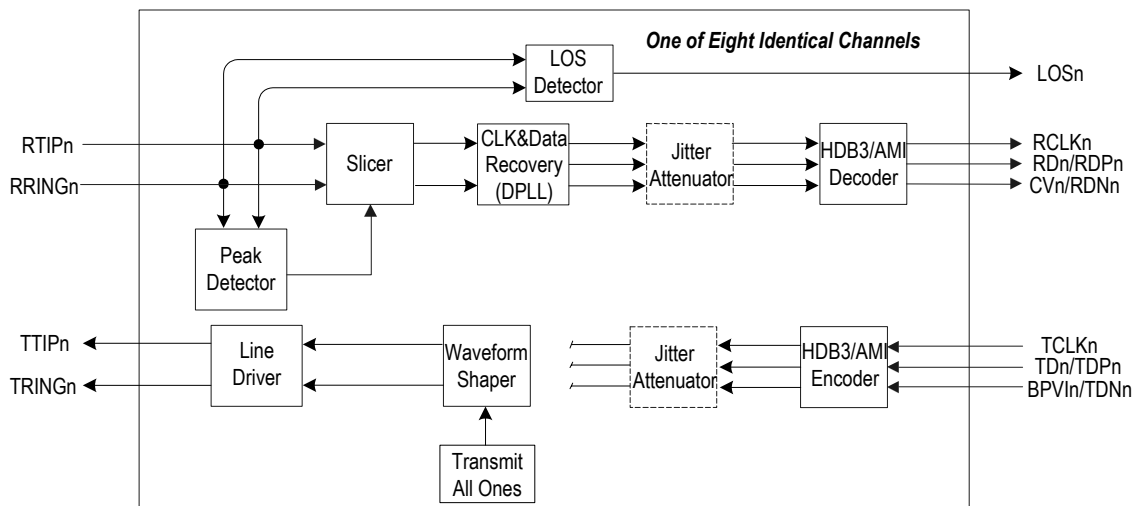 One of Eight Identical Channels
LOS
Detector
LOSn
RTIPn
RRINGn
Slicer
CLK&Data
Recovery
(DPLL)
Jitter
Attenuator
HDB3/AMI
Decoder
RCLKn
RDn/RDPn
CVn/RDNn
Peak
Detector
TTIPn
TRINGn
Line
Driver
Waveform
Shaper
Jitter
Attenuator
HDB3/AMI
Encoder
TCLKn
TDn/TDPn
BPVIn/TDNn
Transmit
All Ones